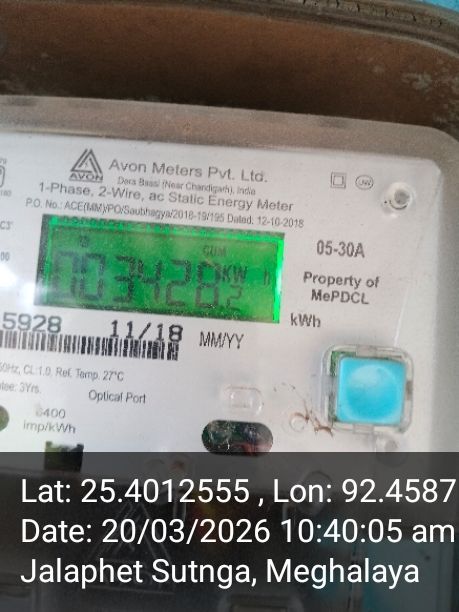 AVON
Avon Meters Pvt. Ltd.
Dera Bassi (Near Chandigarh), India
1-Phase, 2-Wire, ac Static Energy Meter
P.O. No.: ACE(MM)/PO/Saubhagya/2018-19/195 Dated: 12-10-2018
CUM
003428 KW h
05-30A
Property of
MePDCL
kWh
5928 11/18 MM/YY
50Hz, CL:1.0, Ref. Temp. 27°C
tee: 3Yrs.
Optical Port
6400
imp/kWh
Lat: 25.4012555 , Lon: 92.4587
Date: 20/03/2026 10:40:05 am
Jalaphet Sutnga, Meghalaya